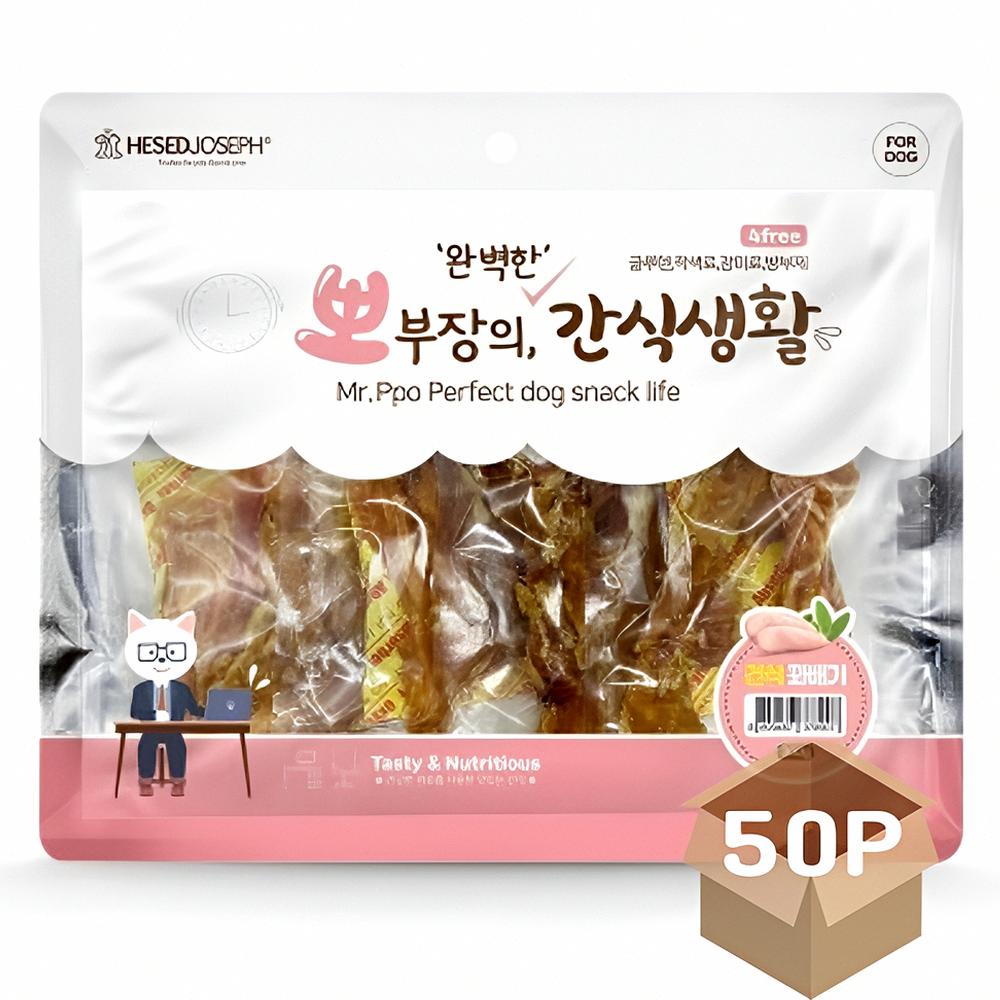 HESEDJOSEPH
FOR
DOG
4free
'완벽한'
뽀부장의, 간식생활
Mr.Ppo Perfect dog snack life
꽈배기
Tasty & Nutritious
50P